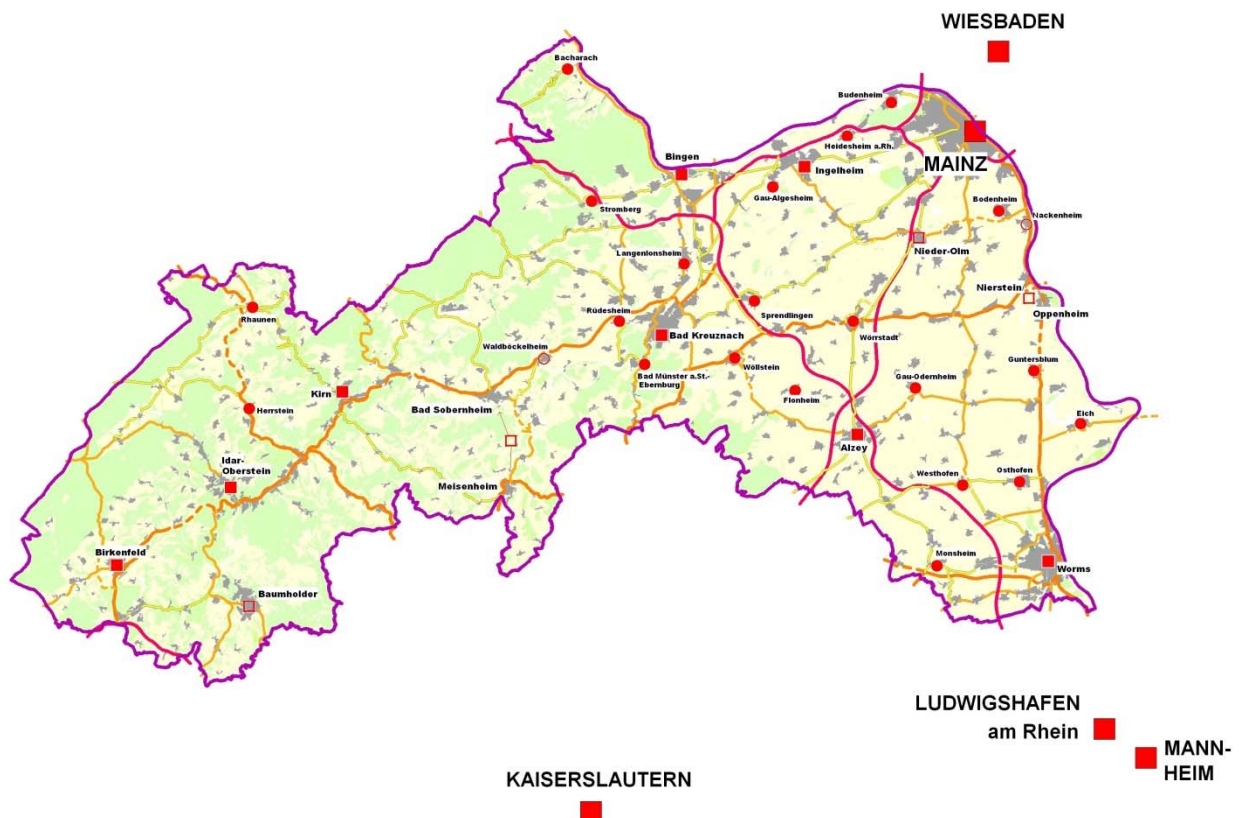 WIESBADEN
Bacharach
Budenheim
Heidesheim a.Rh.
MAINZ
Bingen
Ingelheim
Gau-Algesheim
Stromberg
Bodenheim
Nackenheim
Langenlonsheim
Nieder-Olm
Nierstein
Rhaunen
Rüdesheim
Sprendlingen
Oppenheim
Bad Kreuznach
Wörrstadt
Waldböckelheim
Wöllstein
Guntersblum
Bad Münster a.St.-
Ebernburg
Gau-Odernheim
Kirn
Flonheim
Herrstein
Bad Sobernheim
Eich
Alzey
Idar-
Oberstein
Westhofen
Osthofen
Meisenheim
Birkenfeld
Monsheim
Worms
Baumholder
LUDWIGSHAFEN
am Rhein
MANN-
HEIM
KAISERSLAUTERN